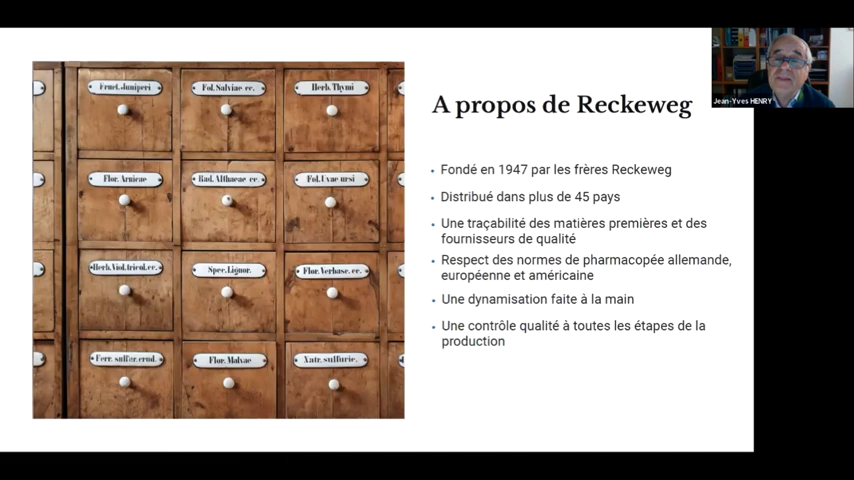 Fruct. Juniperi
Fol. Salviae cc.
Herb. Thymi
Flor. Arnicae
Rad. Althaeae cc.
Fol. Uvae ursi
Herb. Viol. tricol. cc.
Spec. Lignor.
Flor. Verbasc. cc.
Ferr. sulfur. crud.
Flor. Malvae
Natr. sulfuric.
A propos de Reckeweg
• Fondé en 1947 par les frères Reckeweg
• Distribué dans plus de 45 pays
• Une traçabilité des matières premières et des
fournisseurs de qualité
• Respect des normes de pharmacopée allemande,
européenne et américaine
• Une dynamisation faite à la main
• Une contrôle qualité à toutes les étapes de la
production
Jean-Yves HENRY